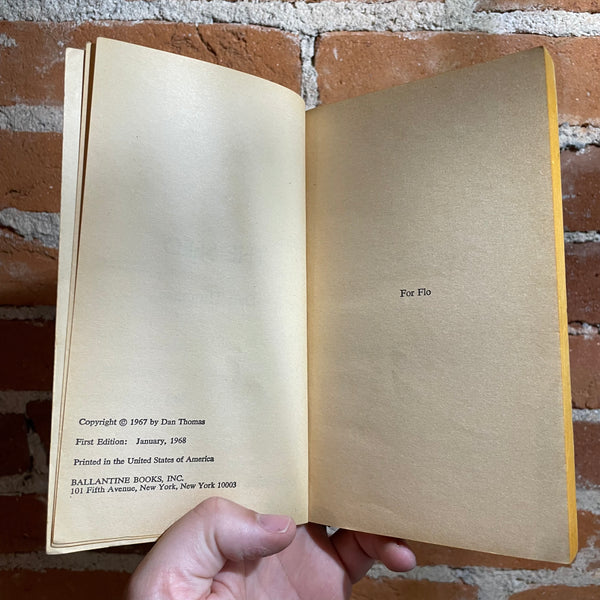 Copyright © 1967 by Dan Thomas
First Edition: January, 1968
Printed in the United States of America
BALLANTINE BOOKS, INC.
101 Fifth Avenue, New York, New York 10003
For Flo